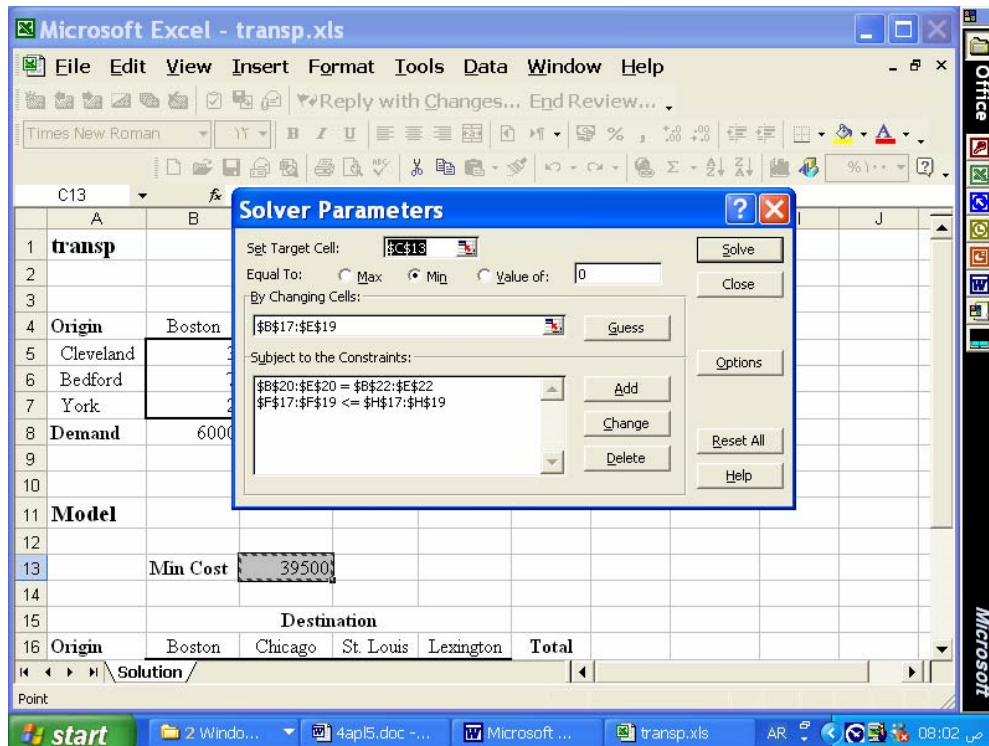 Microsoft Excel - transp.xls
File Edit View Insert Format Tools Data Window Help
Reply with Changes... End Review...
Times New Roman B I U
C13 fx
A B J
1 transp
2
3
4 Origin Boston
5 Cleveland 3
6 Bedford 7
7 York 2
8 Demand 6000
9
10
11 Model
12
13 Min Cost 39500
14
15 Destination
16 Origin Boston Chicago St. Louis Lexington Total
Solver Parameters
Set Target Cell: $C$13 Solve
Equal To: Max Min Value of: 0 Close
By Changing Cells:
$B$17:$E$19 Guess
Subject to the Constraints: Options
$B$20:$E$20 = $B$22:$E$22 Add
$F$17:$F$19 <= $H$17:$H$19
Change
Reset All
Delete
Help
Solution
Point
Office
Microsoft
start 2 Windo... 4apl5.doc -... Microsoft ... transp.xls AR 08:02 ص